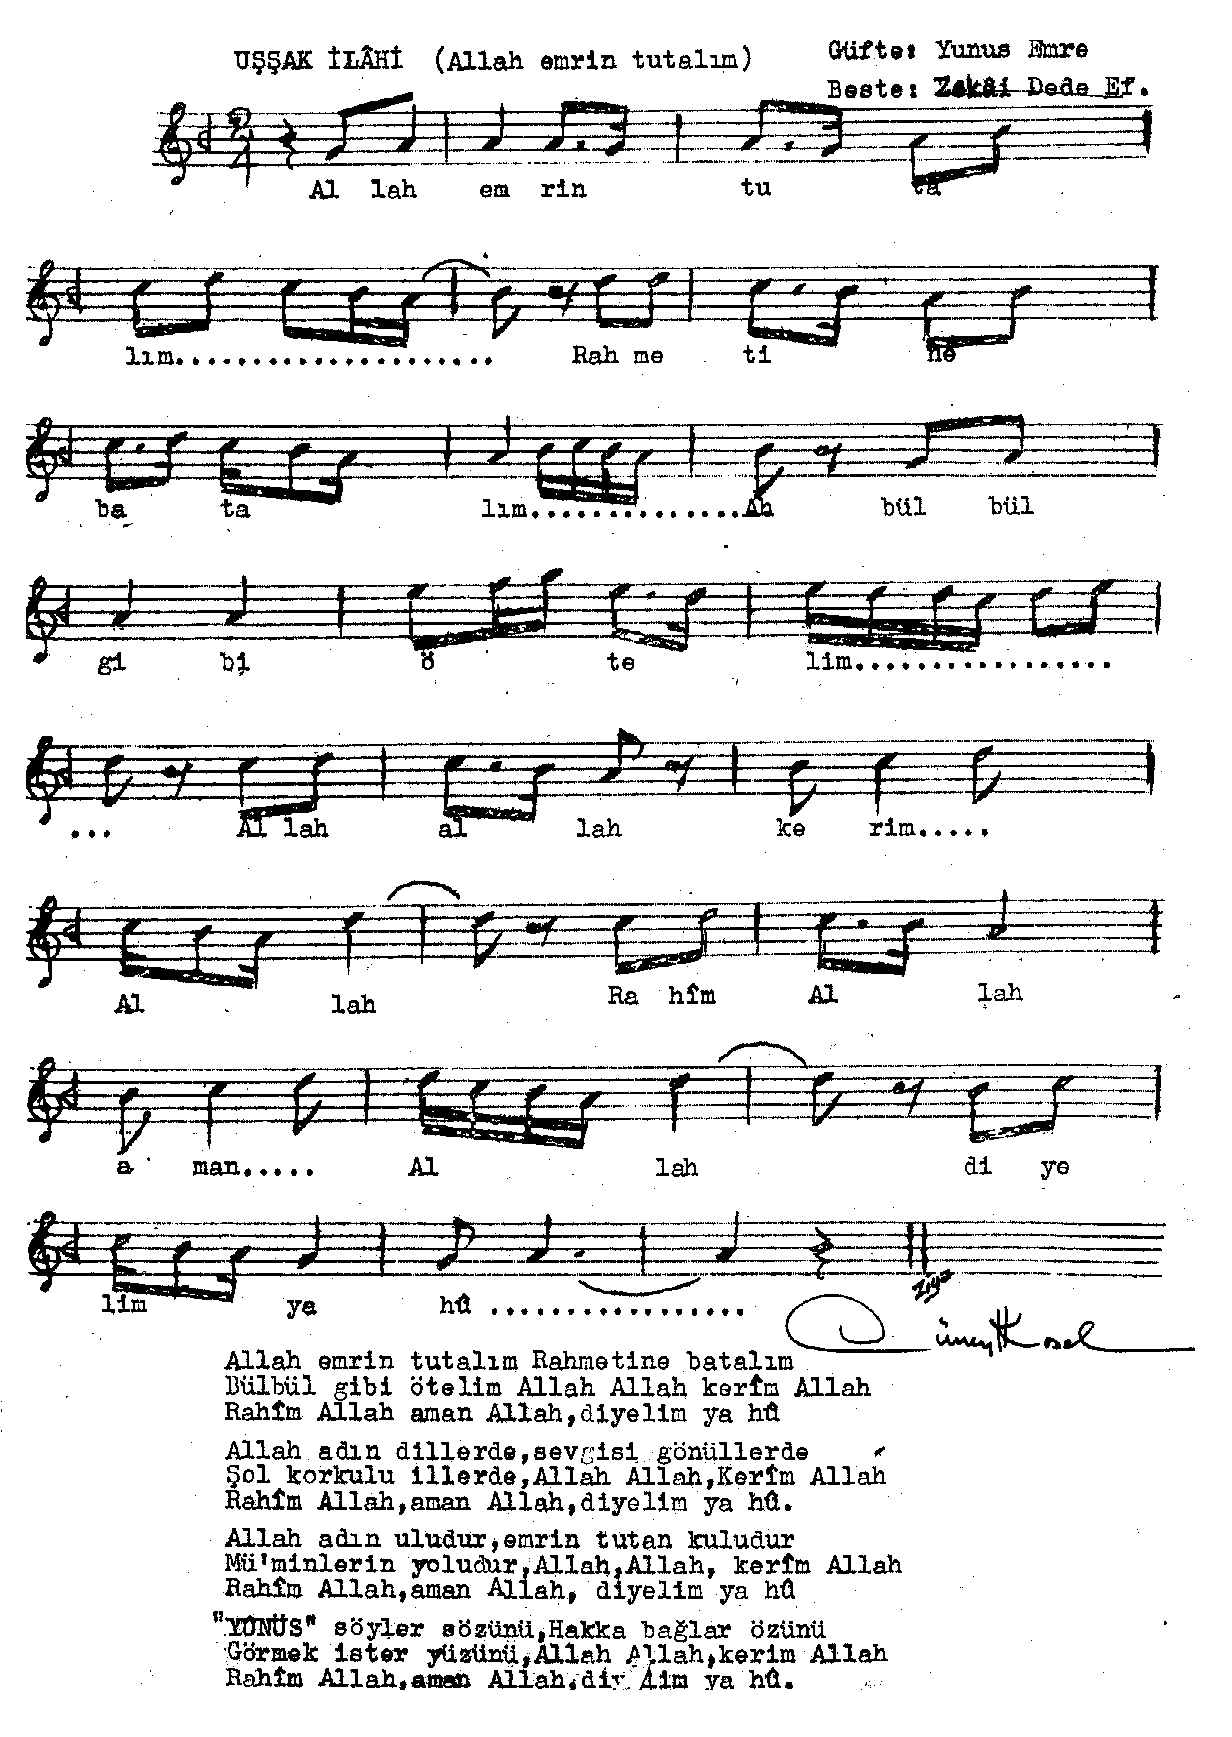 UŞŞAK İLÂHİ (Allah emrin tutalım)
Güfte: Yunus Emre
Beste: Zekâi Dede Ef.
Al lah em rin tu ta
lım..................... Rah me ti ne
ba ta lım..............Ah bül bül
gi bi ö te lim.................
... Al lah al lah ke rim.....
Al lah Ra hîm Al lah
a man..... Al lah di ye
lim ya hû .................
Ziya
Allah emrin tutalım Rahmetine batalım
Bülbül gibi ötelim Allah Allah kerîm Allah
Rahîm Allah aman Allah,diyelim ya hû
Allah adın dillerde,sevgisi gönüllerde
Şol korkulu illerde,Allah Allah,Kerîm Allah
Rahîm Allah,aman Allah,diyelim ya hû.
Allah adın uludur,emrin tutan kuludur
Mü'minlerin yoludur,Allah,Allah, kerîm Allah
Rahîm Allah,aman Allah, diyelim ya hû
"YUNUS" söyler sözünü,Hakka bağlar özünü
Görmek ister yüzünü,Allah Allah,kerim Allah
Rahîm Allah,aman Allah.diyelim ya hû.